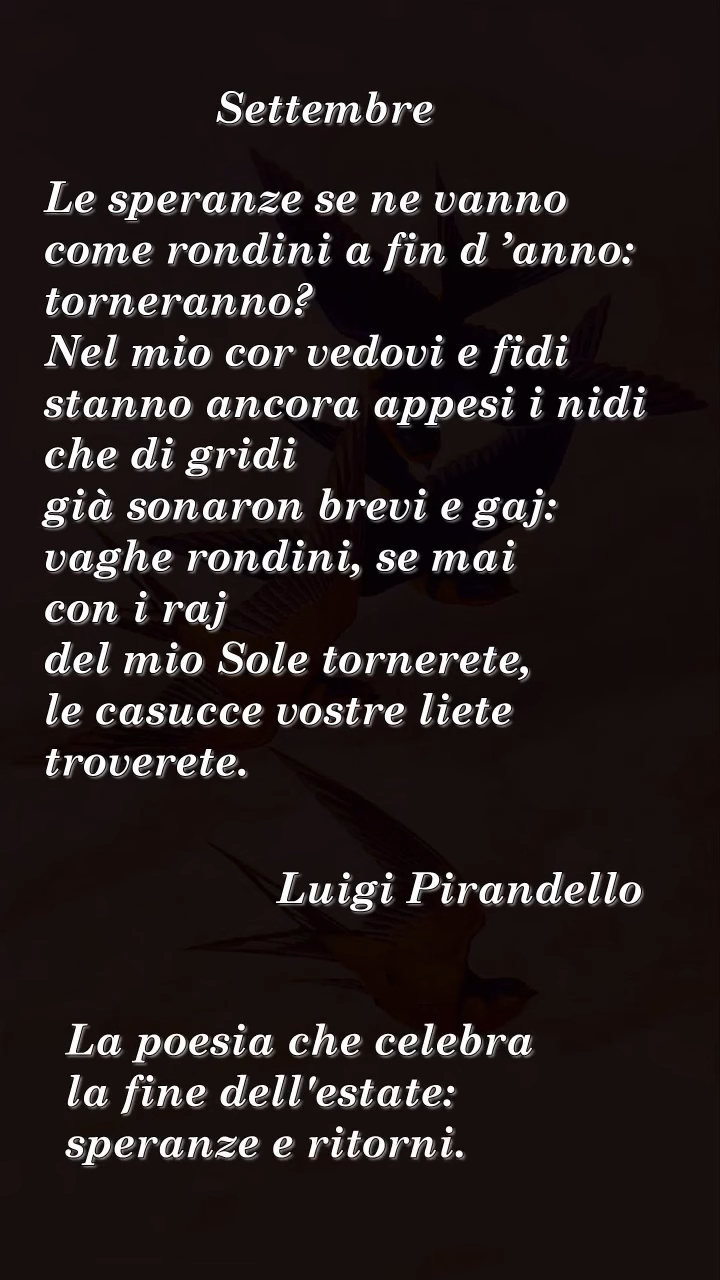 Settembre
Le speranze se ne vanno
come rondini a fin d ’anno:
torneranno?
Nel mio cor vedovi e fidi
stanno ancora appesi i nidi
che di gridi
già sonaron brevi e gaj:
vaghe rondini, se mai
con i raj
del mio Sole tornerete,
le casucce vostre liete
troverete.
Luigi Pirandello
La poesia che celebra
la fine dell'estate:
speranze e ritorni.